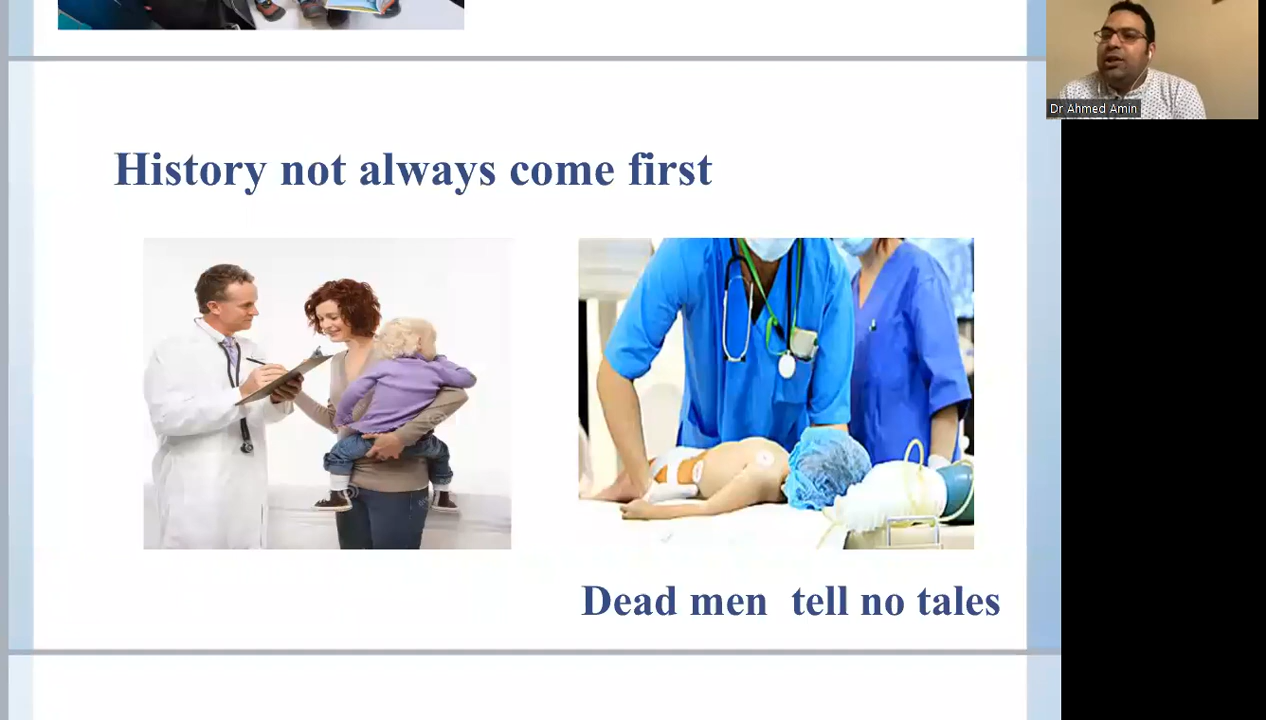 History not always come first
Dr Ahmed Amin
Dead men tell no tales